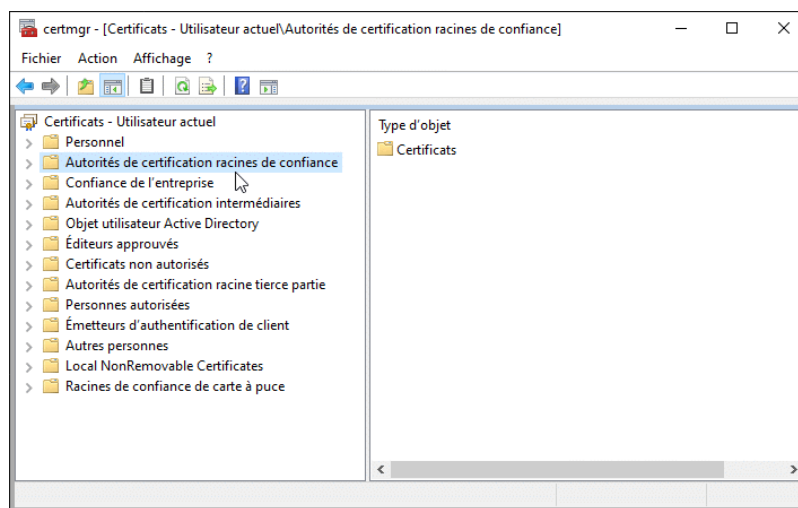 certmgr - [Certificats - Utilisateur actuel\Autorités de certification racines de confiance]
Fichier Action Affichage ?
Certificats - Utilisateur actuel
Personnel
Autorités de certification racines de confiance
Confiance de l'entreprise
Autorités de certification intermédiaires
Objet utilisateur Active Directory
Éditeurs approuvés
Certificats non autorisés
Autorités de certification racine tierce partie
Personnes autorisées
Émetteurs d'authentification de client
Autres personnes
Local NonRemovable Certificates
Racines de confiance de carte à puce
Type d'objet
Certificats